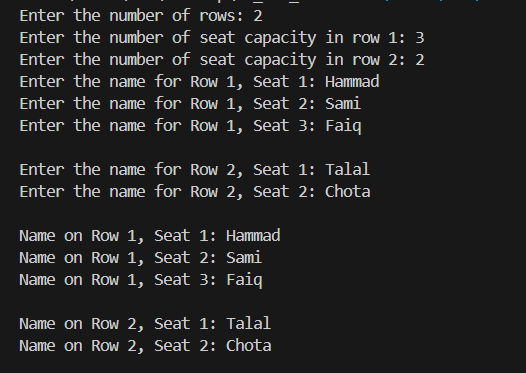 Enter the number of rows: 2
Enter the number of seat capacity in row 1: 3
Enter the number of seat capacity in row 2: 2
Enter the name for Row 1, Seat 1: Hammad
Enter the name for Row 1, Seat 2: Sami
Enter the name for Row 1, Seat 3: Faiq
Enter the name for Row 2, Seat 1: Talal
Enter the name for Row 2, Seat 2: Chota
Name on Row 1, Seat 1: Hammad
Name on Row 1, Seat 2: Sami
Name on Row 1, Seat 3: Faiq
Name on Row 2, Seat 1: Talal
Name on Row 2, Seat 2: Chota